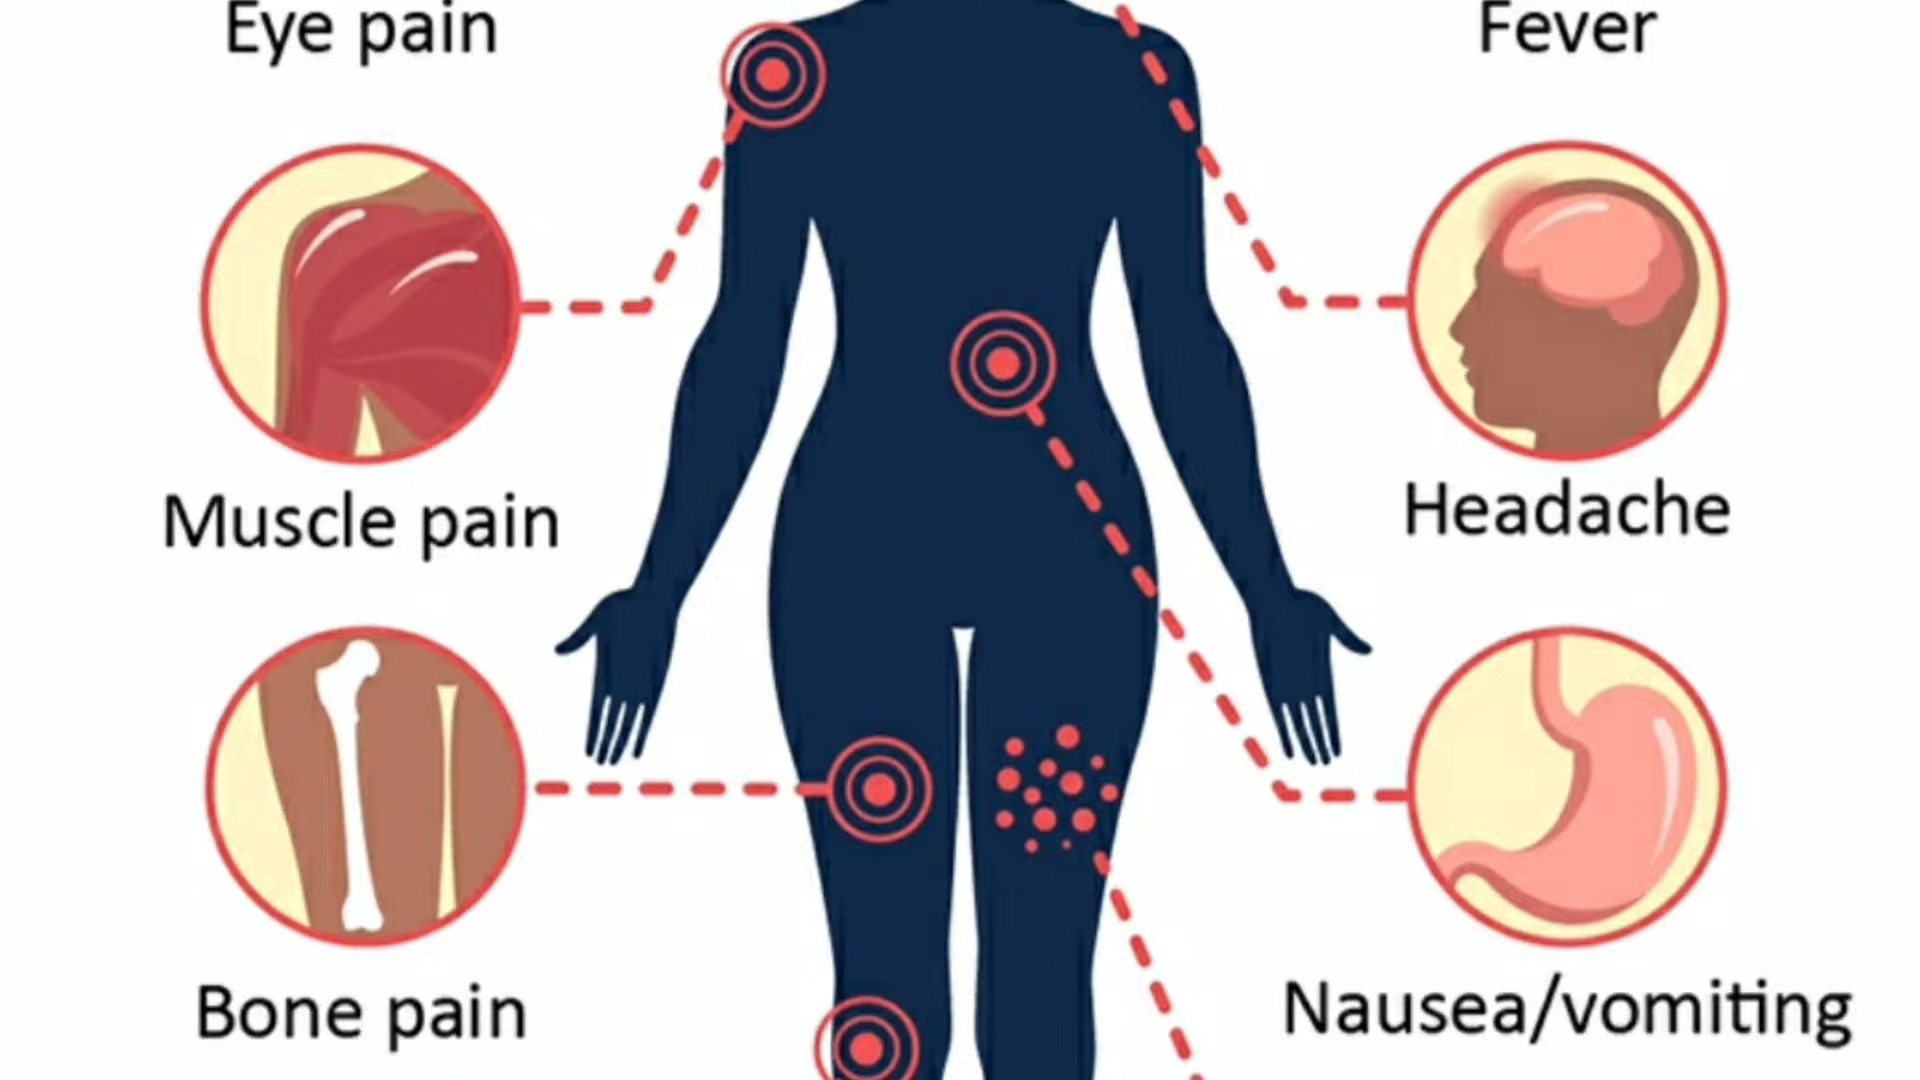 Eye pain
Fever
Muscle pain
Headache
Bone pain
Nausea/vomiting